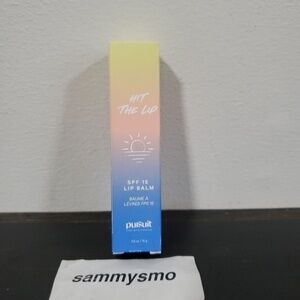 HIT
THE LIP
SPF 15
LIP BALM
BAUME À
LÈVRES FPS 15
pursuit
sammysmo